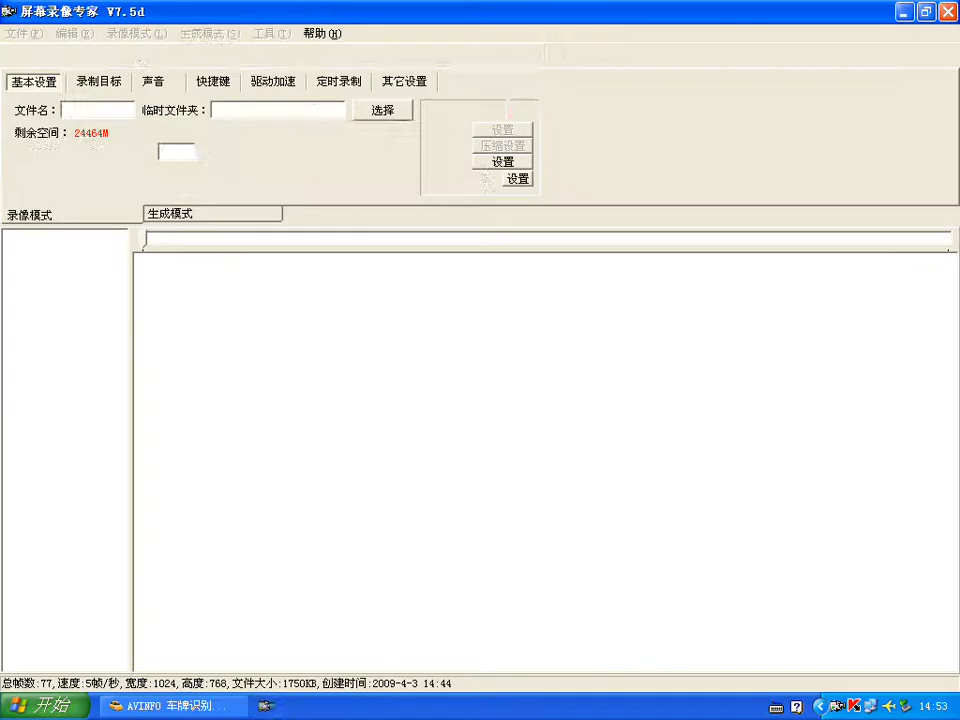 屏幕录像专家 V7.5d
文件(F) 编辑(E) 录像模式(L) 生成模式(S) 工具(T) 帮助(H)
基本设置 录制目标 声音 快捷键 驱动加速 定时录制 其它设置
文件名： 临时文件夹： 选择
剩余空间： 24464M
设置
压缩设置
设置
设置
录像模式 生成模式
总帧数:77,速度:5帧/秒,宽度:1024,高度:768,文件大小:1750KB,创建时间:2009-4-3 14:44
开始 AVINFO 车牌识别... 14:53